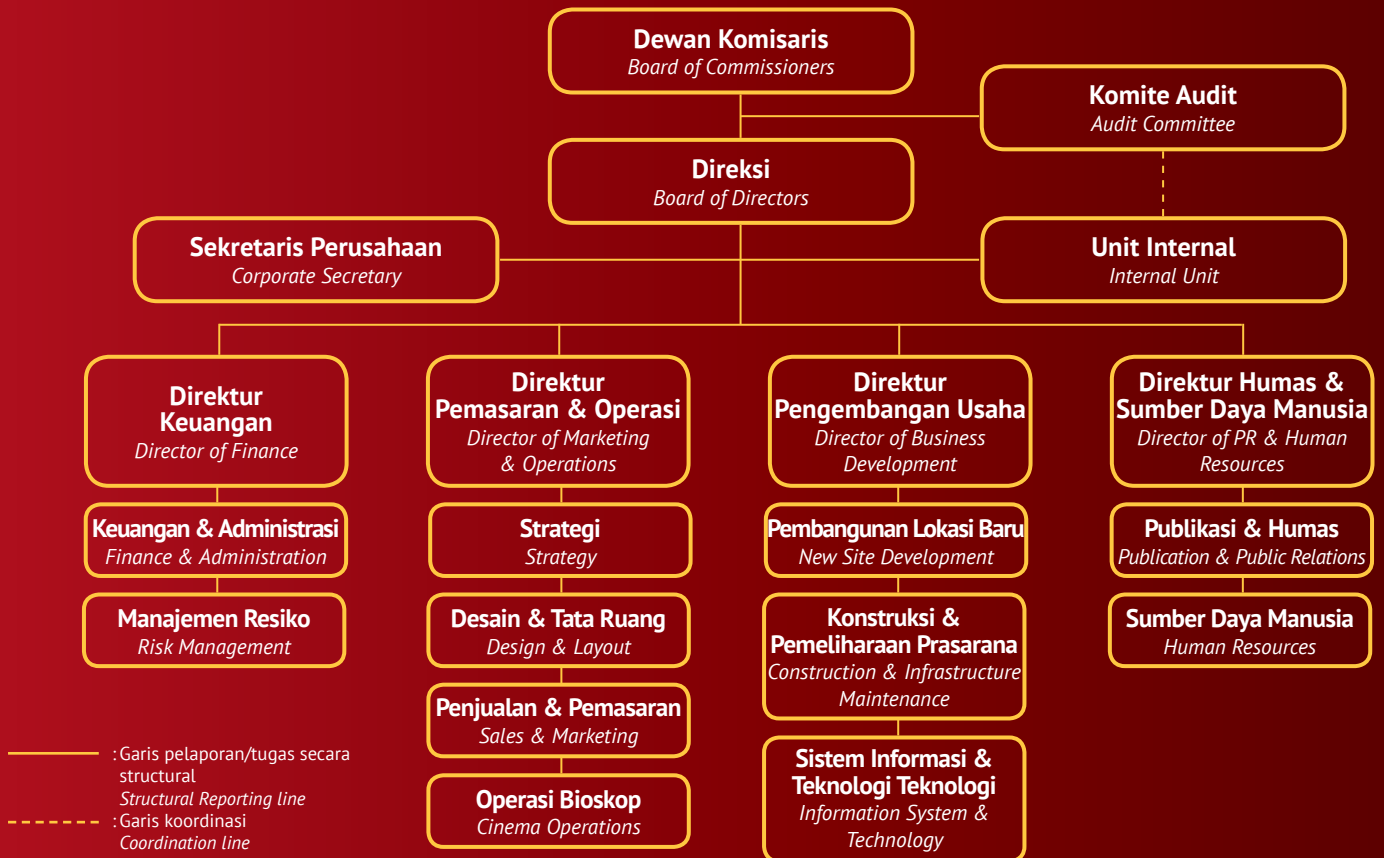 Dewan Komisaris
Board of Commissioners
Komite Audit
Audit Committee
Direksi
Board of Directors
Sekretaris Perusahaan
Corporate Secretary
Unit Internal
Internal Unit
Direktur
Keuangan
Director of Finance
Keuangan & Administrasi
Finance & Administration
Manajemen Resiko
Risk Management
Direktur
Pemasaran & Operasi
Director of Marketing
& Operations
Strategi
Strategy
Desain & Tata Ruang
Design & Layout
Penjualan & Pemasaran
Sales & Marketing
Operasi Bioskop
Cinema Operations
Direktur
Pengembangan Usaha
Director of Business
Development
Pembangunan Lokasi Baru
New Site Development
Konstruksi &
Pemeliharaan Prasarana
Construction & Infrastructure
Maintenance
Sistem Informasi &
Teknologi Teknologi
Information System &
Technology
Direktur Humas &
Sumber Daya Manusia
Director of PR & Human
Resources
Publikasi & Humas
Publication & Public Relations
Sumber Daya Manusia
Human Resources
: Garis pelaporan/tugas secara
structural
Structural Reporting line
: Garis koordinasi
Coordination line